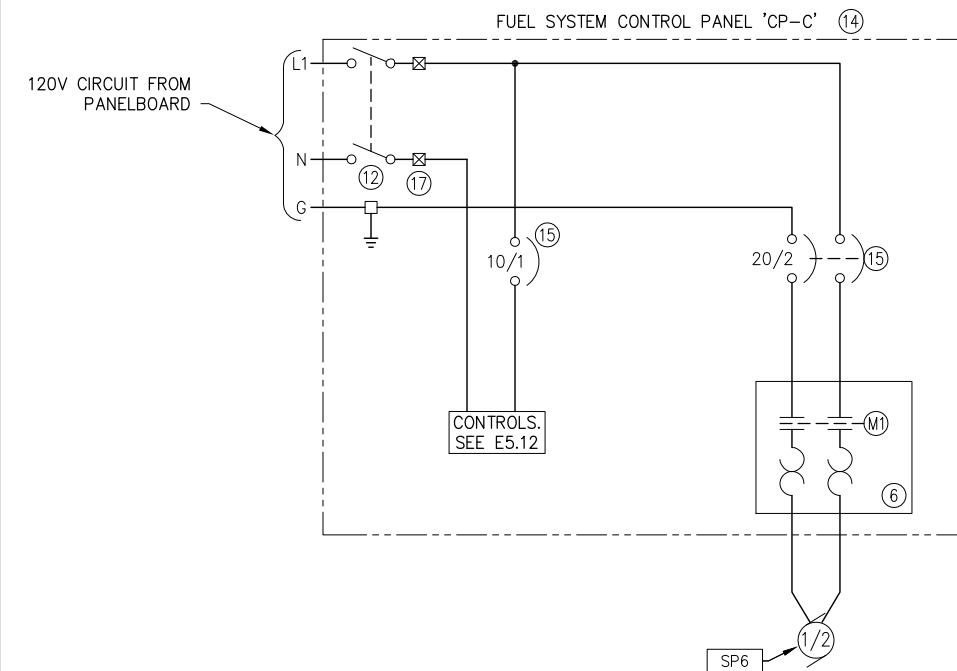 FUEL SYSTEM CONTROL PANEL 'CP-C' 14
120V CIRCUIT FROM
PANELBOARD
L1
N
G
12
17
15
10/1
20/2
15
CONTROLS.
SEE E5.12
M1
6
1/2
SP6